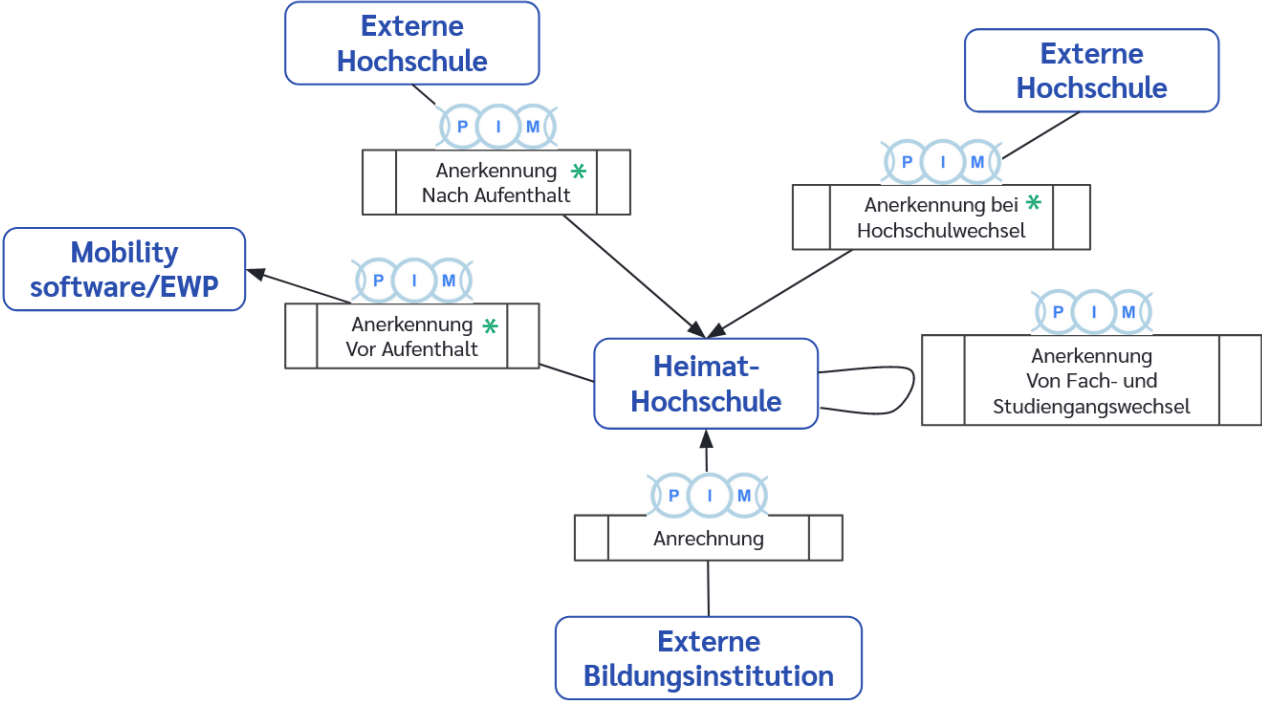 Externe
Hochschule
Externe
Hochschule
P I M
Anerkennung *
Nach Aufenthalt
P I M
Anerkennung bei *
Hochschulwechsel
Mobility
software/EWP
P I M
Anerkennung *
Vor Aufenthalt
P I M
Anerkennung
Von Fach- und
Studiengangswechsel
Heimat-
Hochschule
P I M
Anrechnung
Externe
Bildungsinstitution